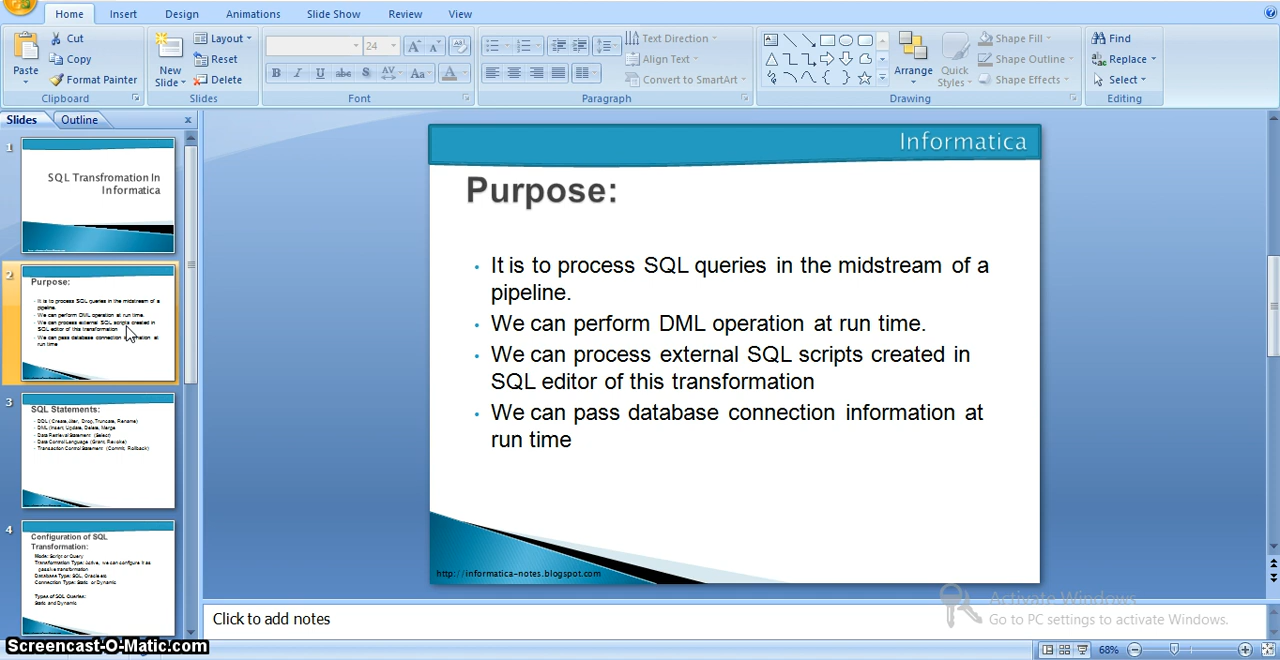 Home Insert Design Animations Slide Show Review View
Cut
Copy
Format Painter
Paste
Clipboard
New Slide
Layout
Reset
Delete
Slides
24
B I U abc S AV Aa A
Font
Text Direction
Align Text
Convert to SmartArt
Paragraph
Arrange
Quick Styles
Shape Fill
Shape Outline
Shape Effects
Drawing
Find
Replace
Select
Editing
Slides Outline x
1
SQL Transfromation In
Informatica
2
Purpose:
It is to process SQL queries in the midstream of a
pipeline.
We can perform DML operation at run time.
We can process external SQL scripts created in
SQL editor of this transformation
We can pass database connection information at
run time
3
SQL Statements:
DDL (Create, Alter, Drop, Truncate, Rename)
DML (Insert, Update, Delete, Merge
Data Retrieval Statement (Select)
Data Control Language (Grant, Revoke)
Transaction Control Statement (Commit, Rollback)
4
Configuration of SQL
Transformation:
Mode: Script or Query
Transformation Type: Active, we can configure it as
passive transformation
Database Type: SQL, Oracle etc
Connection Type: Static or Dynamic
Types of SQL Queries:
Static and Dynamic
Informatica
Purpose:
• It is to process SQL queries in the midstream of a
pipeline.
• We can perform DML operation at run time.
• We can process external SQL scripts created in
SQL editor of this transformation
• We can pass database connection information at
run time
http://informatica-notes.blogspot.com
Click to add notes
Activate Windows
Go to PC settings to activate Windows.
Screencast-O-Matic.com
68%